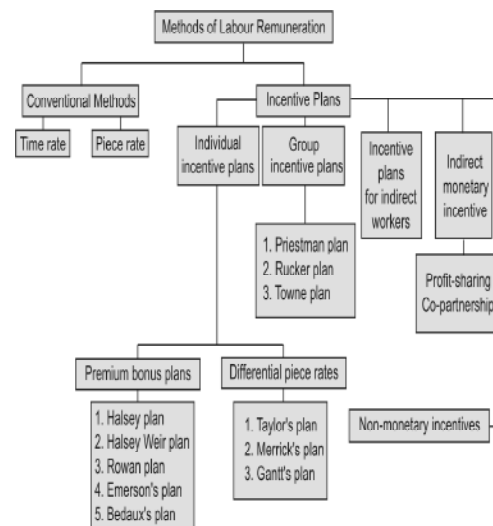 Methods of Labour Remuneration
Conventional Methods
Incentive Plans
Time rate
Piece rate
Individual
incentive plans
Group
incentive plans
Incentive
plans
for indirect
workers
Indirect
monetary
incentive
1. Priestman plan
2. Rucker plan
3. Towne plan
Profit-sharing
Co-partnership
Premium bonus plans
Differential piece rates
1. Halsey plan
2. Halsey Weir plan
3. Rowan plan
4. Emerson's plan
5. Bedaux's plan
1. Taylor's plan
2. Merrick's plan
3. Gantt's plan
Non-monetary incentives